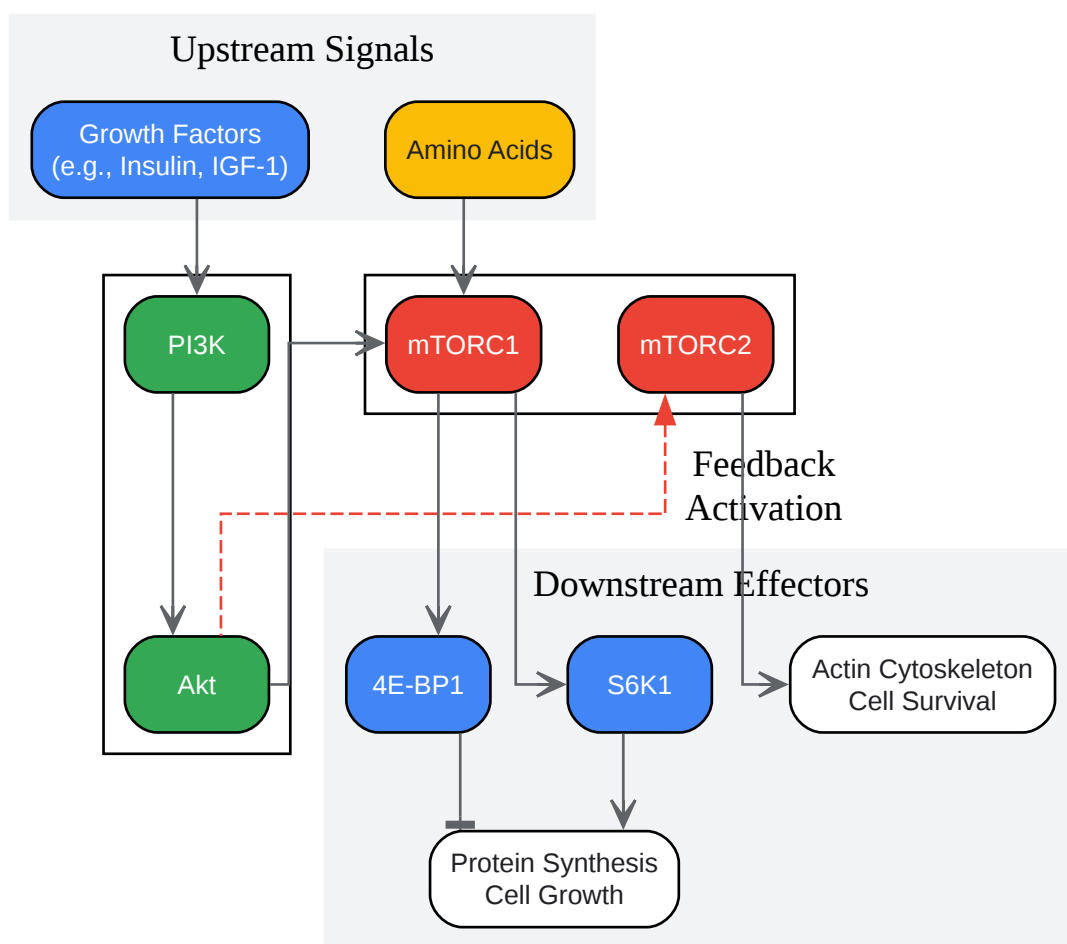 Upstream Signals
Growth Factors
(e.g., Insulin, IGF-1)
Amino Acids
PI3K
mTORC1
mTORC2
Feedback
Activation
Downstream Effectors
Akt
4E-BP1
S6K1
Actin Cytoskeleton
Cell Survival
Protein Synthesis
Cell Growth